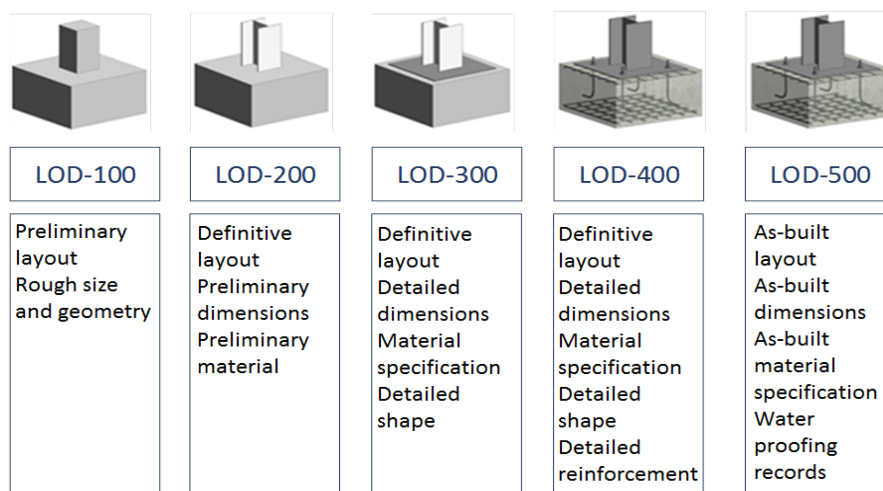 LOD-100
LOD-200
LOD-300
LOD-400
LOD-500
Preliminary
layout
Rough size
and geometry
Definitive
layout
Preliminary
dimensions
Preliminary
material
Definitive
layout
Detailed
dimensions
Material
specification
Detailed
shape
Definitive
layout
Detailed
dimensions
Material
specification
Detailed
shape
Detailed
reinforcement
As-built
layout
As-built
dimensions
As-built
material
specification
Water
proofing
records